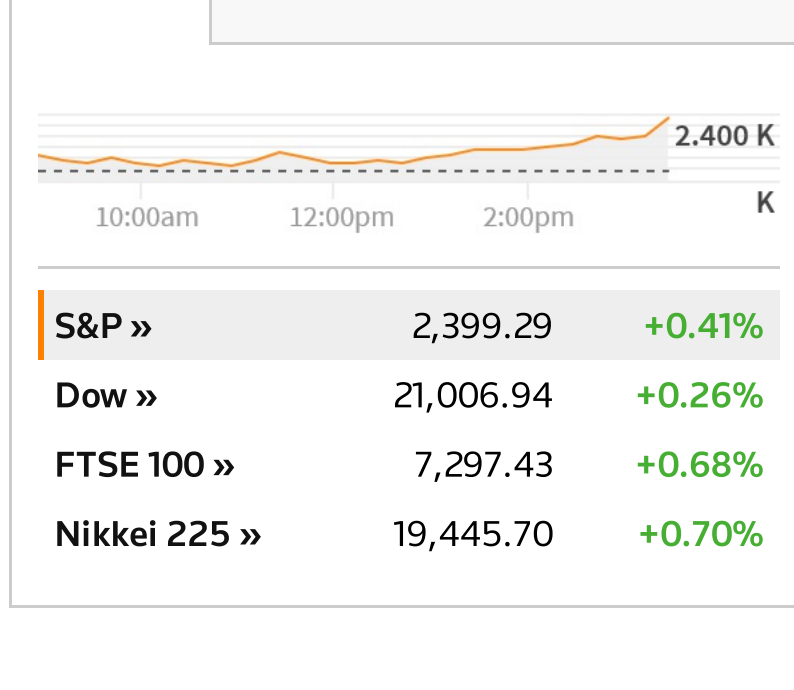 2.400 K
K
10:00am 12:00pm 2:00pm
S&P » 2,399.29 +0.41%
Dow » 21,006.94 +0.26%
FTSE 100 » 7,297.43 +0.68%
Nikkei 225 » 19,445.70 +0.70%